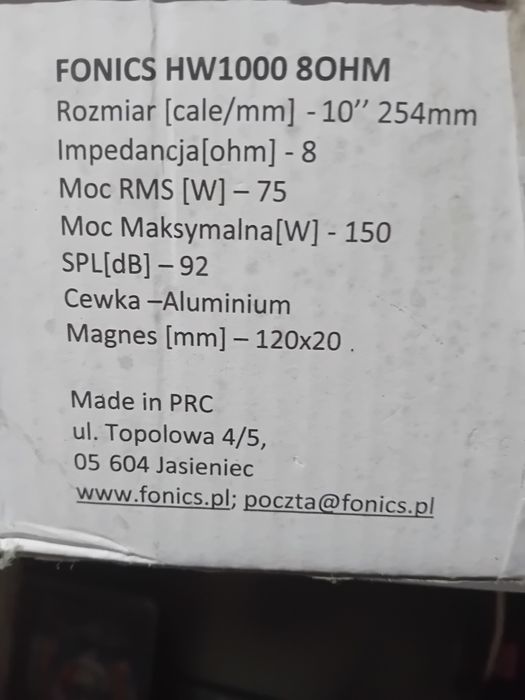 FONICS HW1000 8OHM
Rozmiar [cale/mm] - 10’’ 254mm
Impedancja[ohm] - 8
Moc RMS [W] – 75
Moc Maksymalna[W] - 150
SPL[dB] – 92
Cewka –Aluminium
Magnes [mm] – 120x20 .
Made in PRC
ul. Topolowa 4/5,
05 604 Jasieniec
www.fonics.pl; poczta@fonics.pl